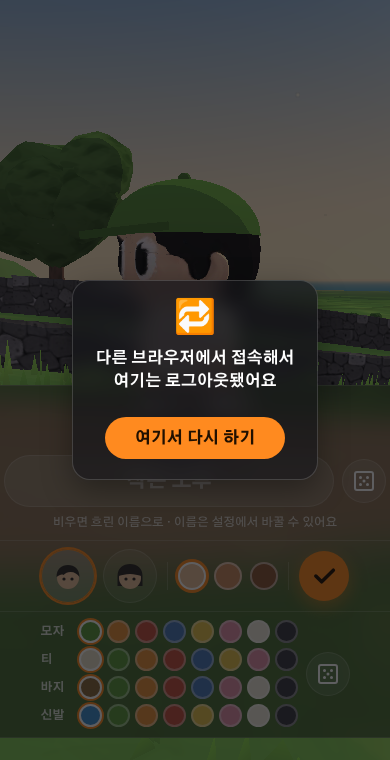 다른 브라우저에서 접속해서
여기는 로그아웃됐어요
여기서 다시 하기
비우면 흐린 이름으로 · 이름은 설정에서 바꿀 수 있어요
모자
티
바지
신발